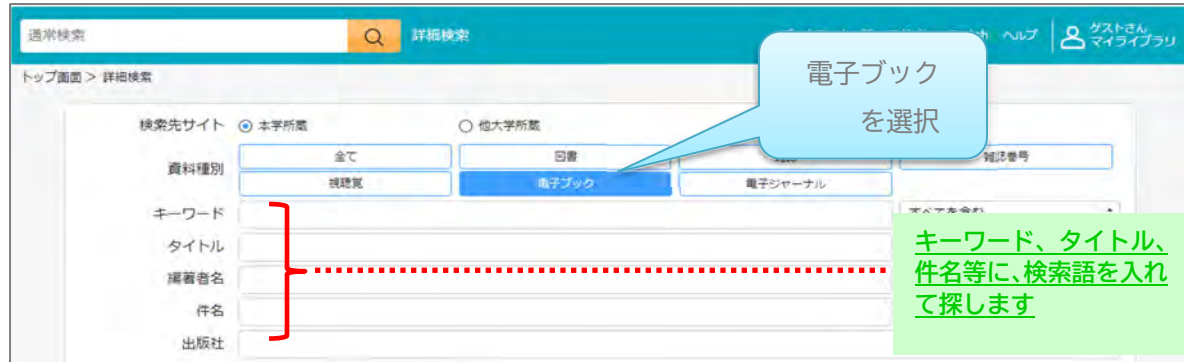 通常検索
詳細検索
ヘルプ
ゲストさん
マイライブラリ
トップ画面 > 詳細検索
電子ブック
を選択
検索先サイト
本学所蔵
他大学所蔵
資料種別
全て
図書
雑誌番号
視聴覚
電子ブック
電子ジャーナル
キーワード
すべてを含む
タイトル
編著者名
件名
出版社
キーワード、タイトル、
件名等に、検索語を入れ
て探します